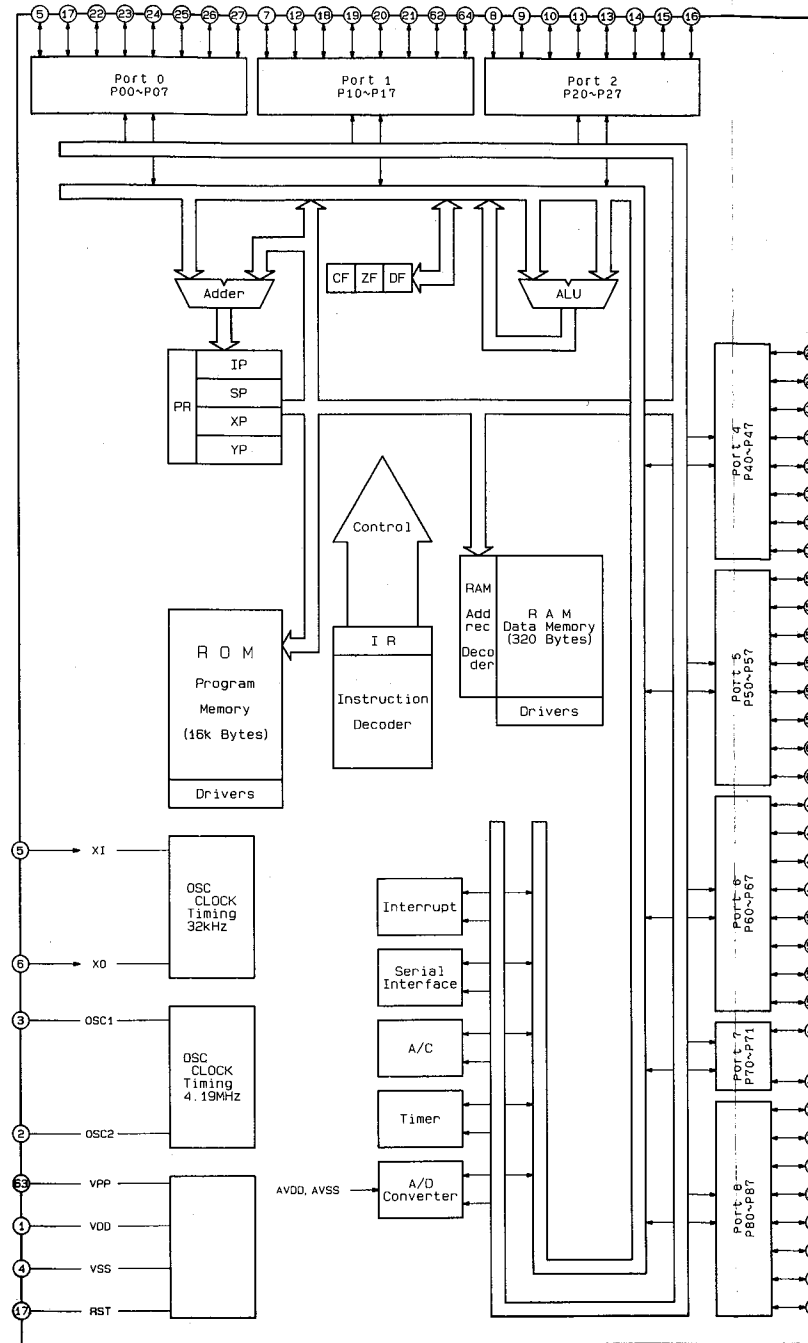 5 17 22 23 24 25 26 27 7 12 18 19 20 21 62 64 8 9 10 11 13 14 15 16
Port 0
P00~P07
Port 1
P10~P17
Port 2
P20~P27
Adder
CF ZF DF
ALU
PR
IP
SP
XP
YP
Port 4
P40~P47
Control
ROM
Program
Memory
(16k Bytes)
Drivers
IR
Instruction
Decoder
RAM
Add
rec
Deco
der
RAM
Data Memory
(320 Bytes)
Drivers
Port 5
P50~P57
5 XI
OSC
CLOCK
Timing
32kHz
6 XO
3 OSC1
OSC
CLOCK
Timing
4.19MHz
2 OSC2
63 VPP
1 VDD
4 VSS
17 RST
Interrupt
Serial
Interface
A/C
Timer
AVDD, AVSS
A/D
Converter
Port 6
P60~P67
Port 7
P70~P71
Port 8
P80~P87